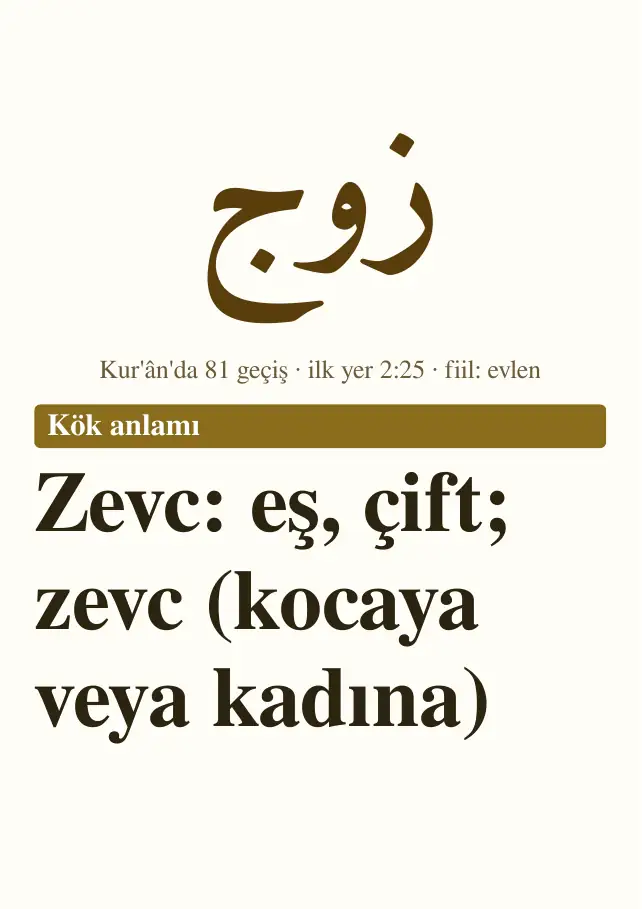 زوج
Kur'ân'da 81 geçiş · ilk yer 2:25 · fiil: evlen
Kök anlamı
Zevc: eş, çift;
zevc (kocaya
veya kadına)